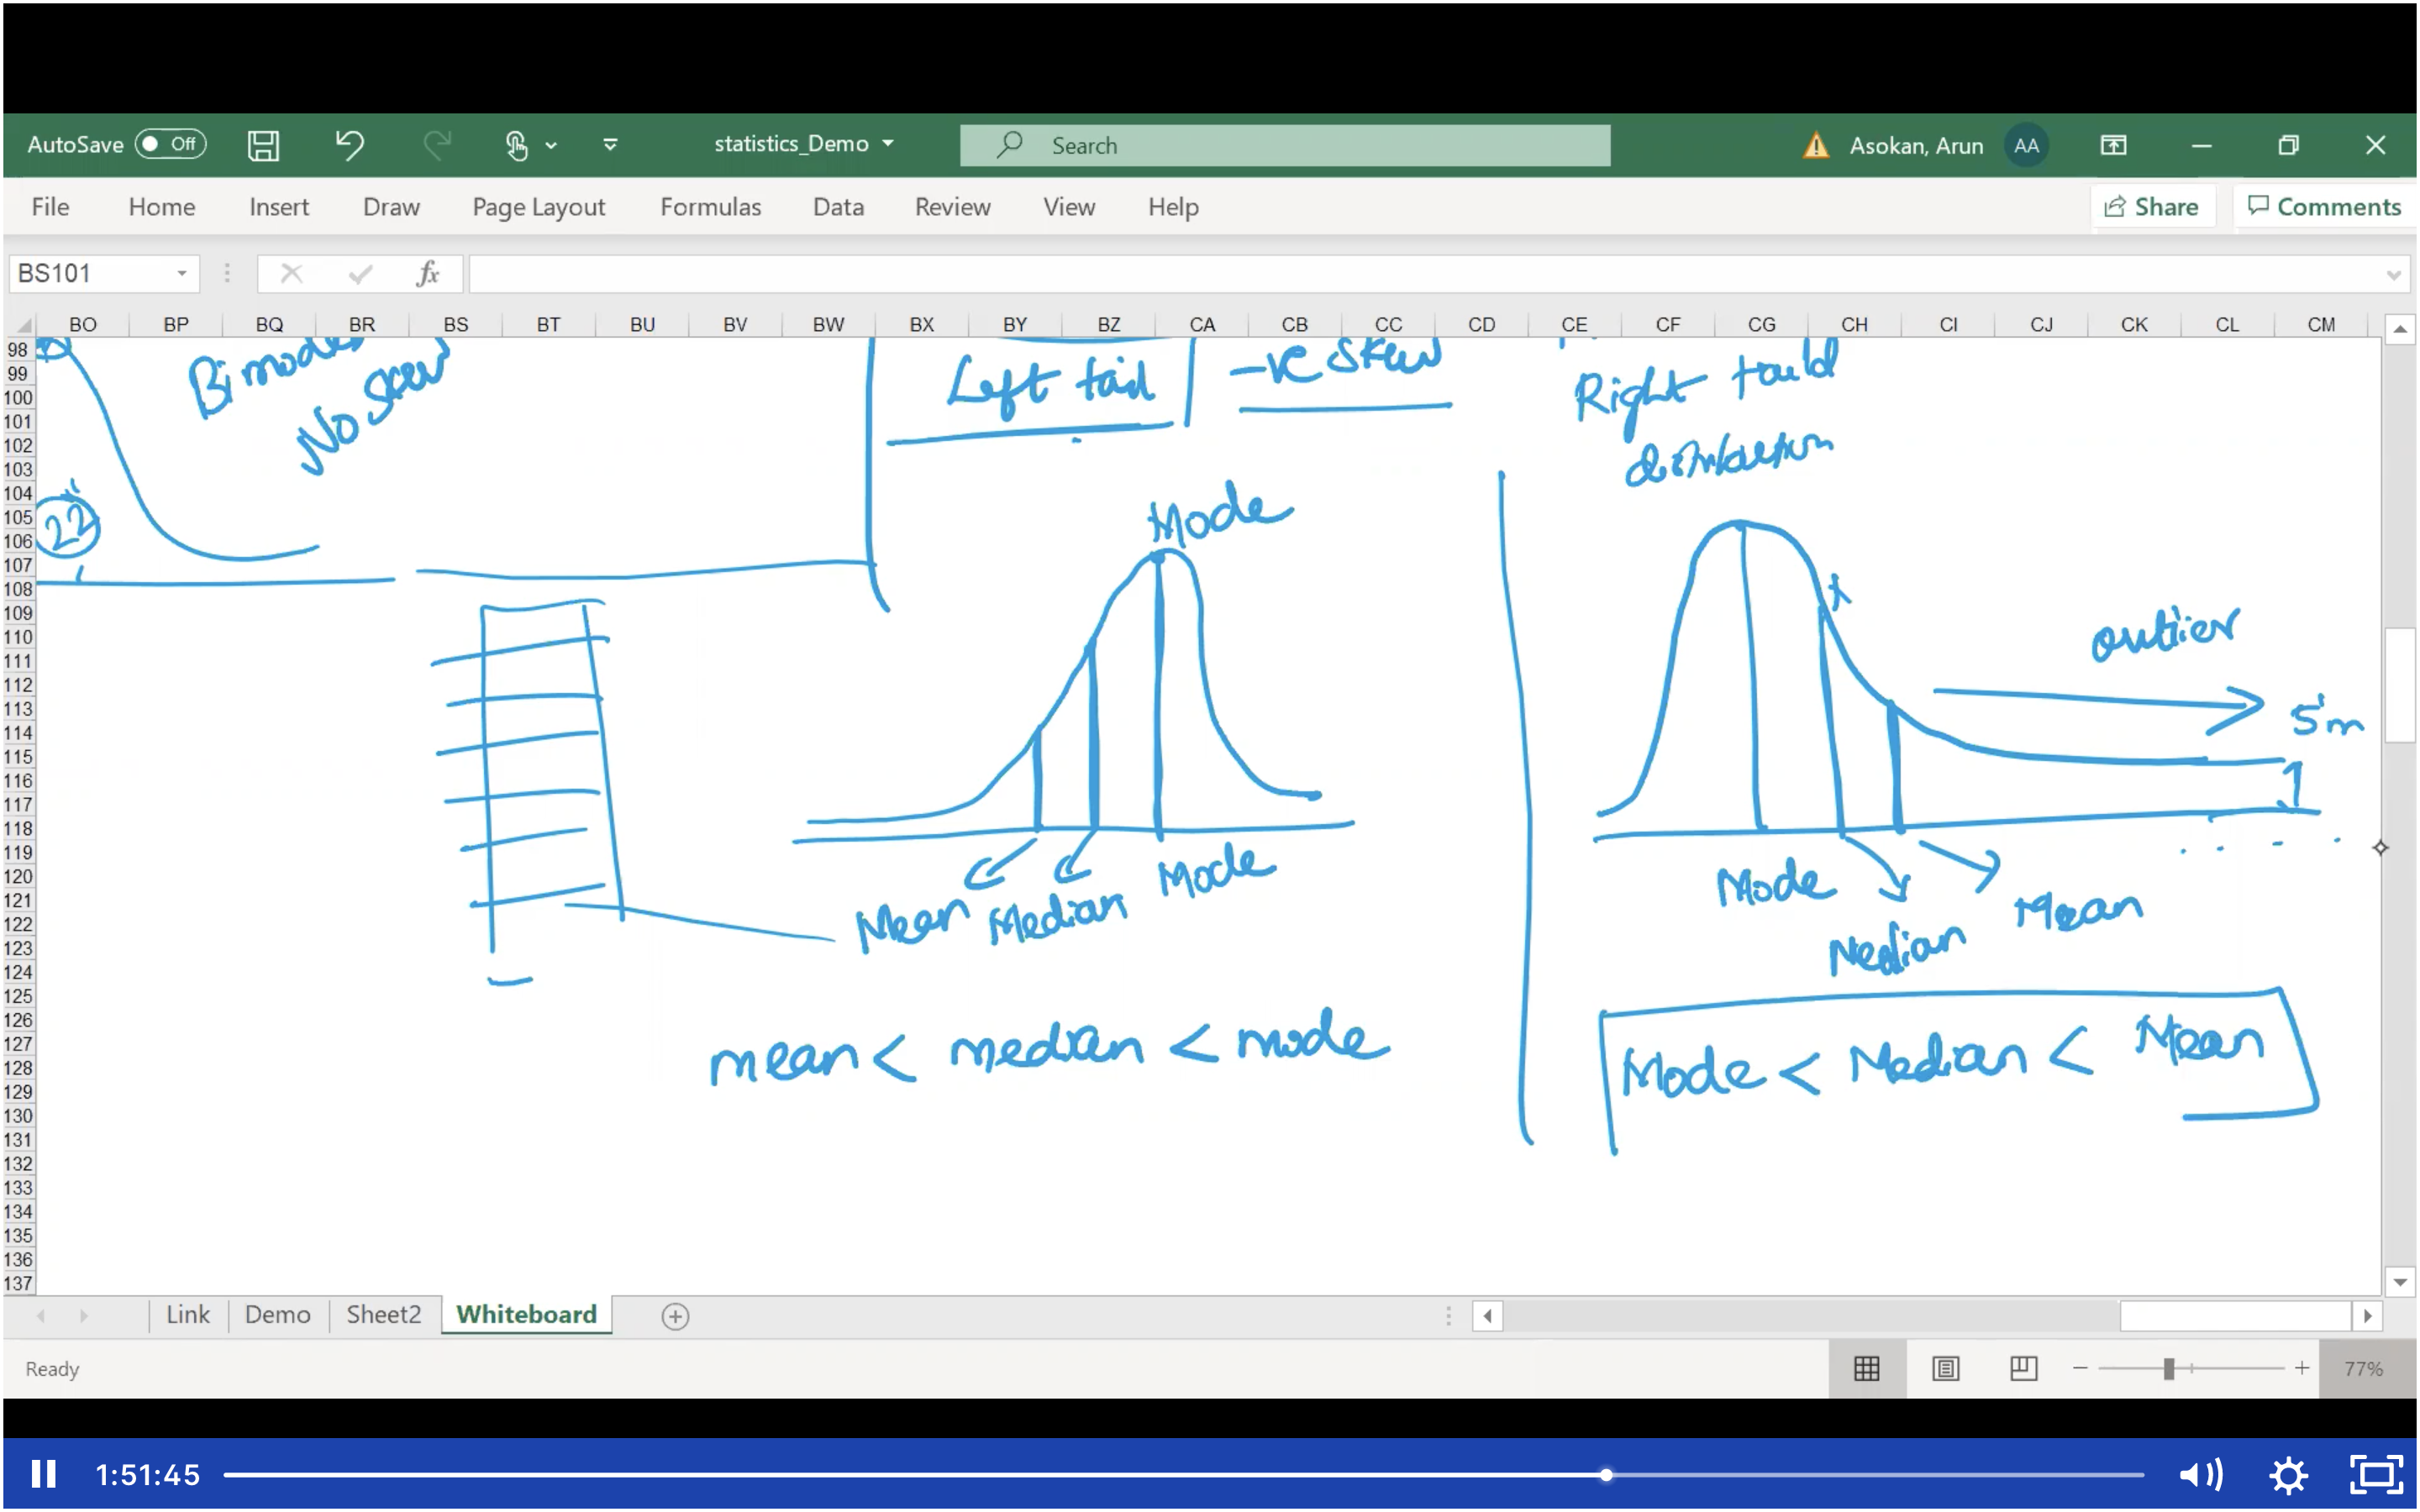 AutoSave Off statistics_Demo Search Asokan, Arun AA
File Home Insert Draw Page Layout Formulas Data Review View Help Share Comments
BS101 fx
BO BP BQ BR BS BT BU BV BW BX BY BZ CA CB CC CD CE CF CG CH CI CJ CK CL CM
98
99
100
101
102
103
104
105
106
107
108
109
110
111
112
113
114
115
116
117
118
119
120
121
122
123
124
125
126
127
128
129
130
131
132
133
134
135
136
137
Bimodal
No skew
22
Left tail -ve skew
Right taild
distribution
Mode
outlier
5m
1
Mean Median Mode
Mode
Median
Mean
mean < median < mode
Mode < Median < Mean
Link Demo Sheet2 Whiteboard
Ready 77%
1:51:45